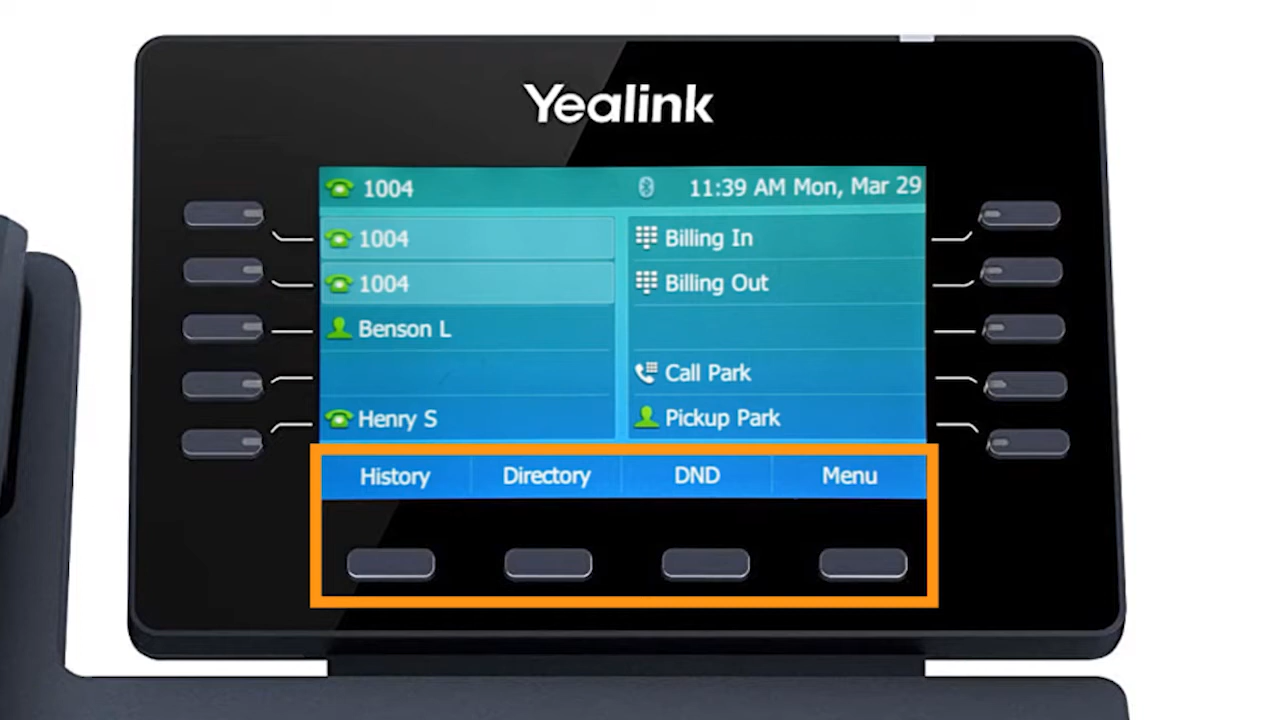 Yealink
1004
11:39 AM Mon, Mar 29
1004
Billing In
1004
Billing Out
Benson L
Call Park
Henry S
Pickup Park
History
Directory
DND
Menu